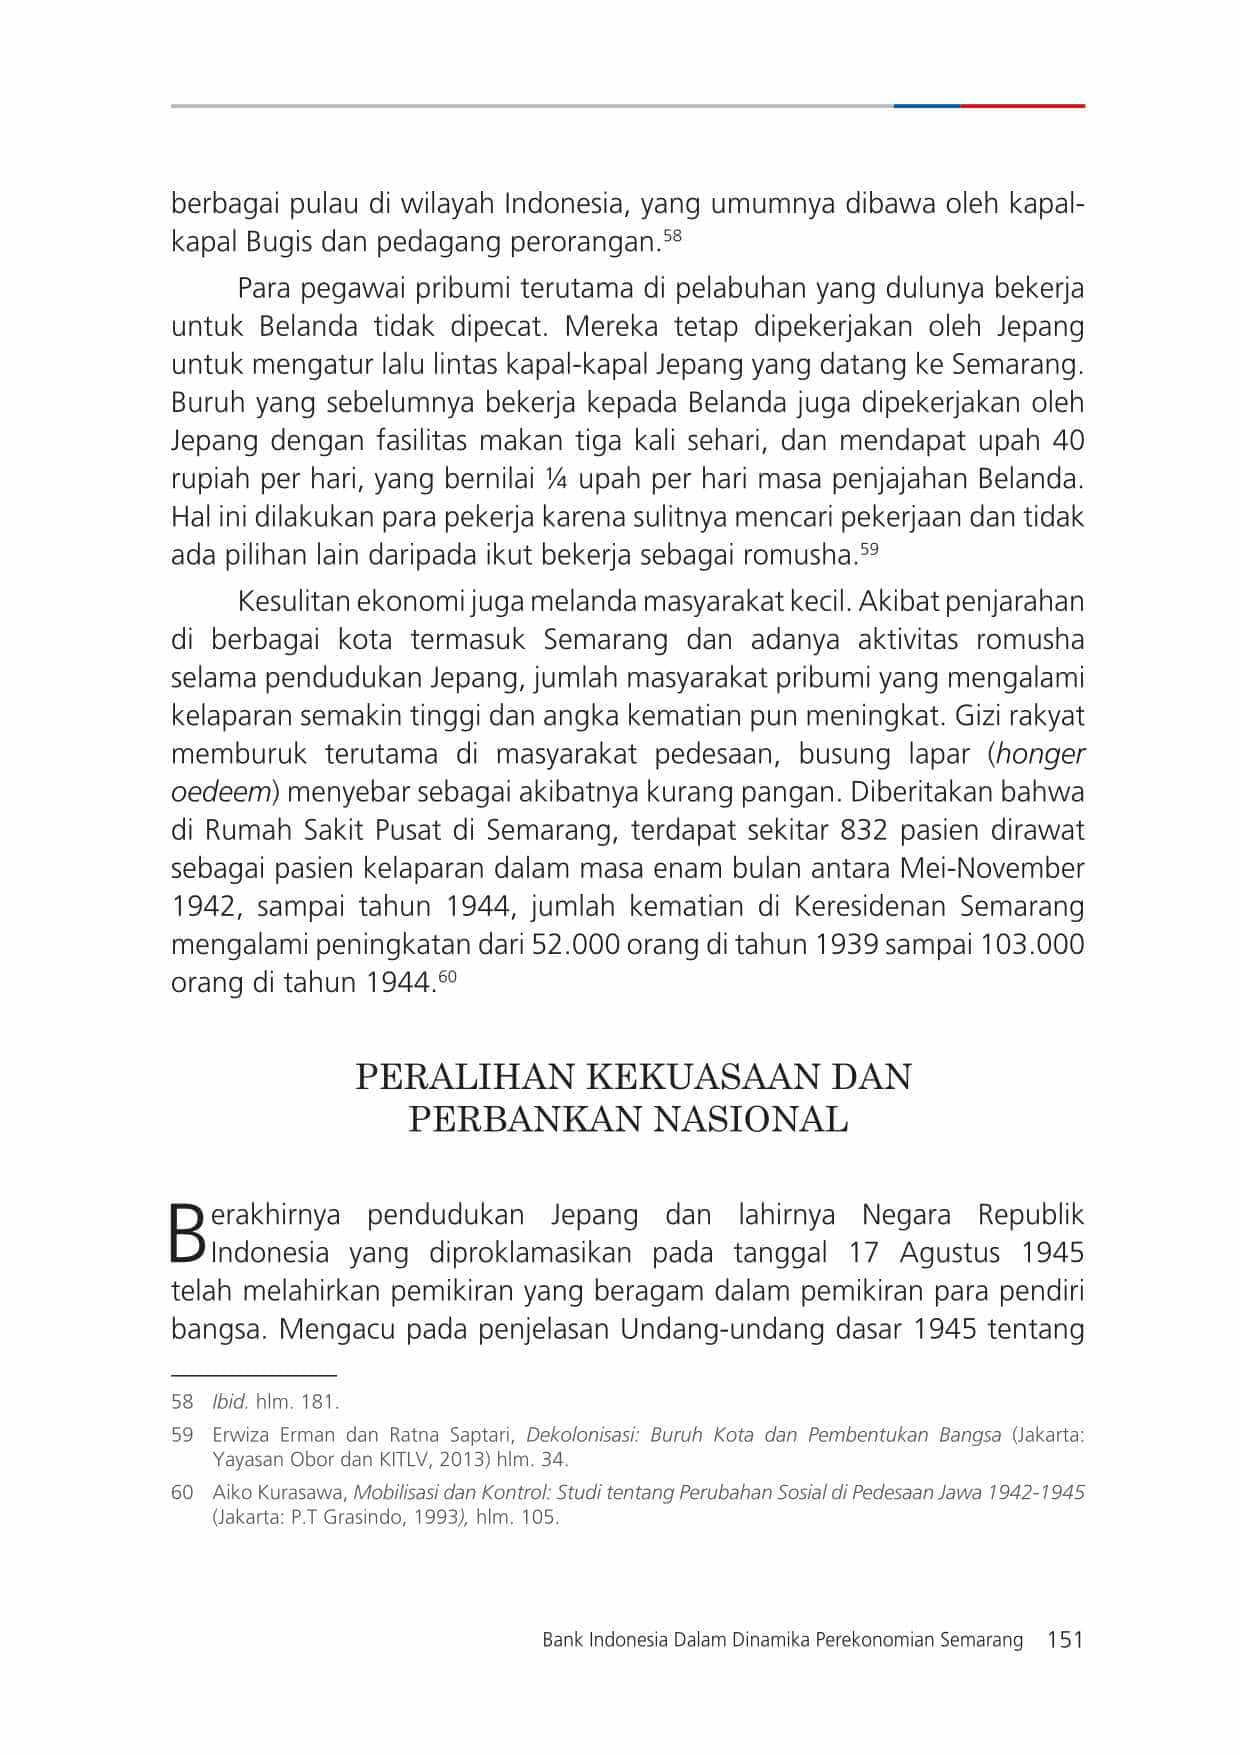 berbagai pulau di wilayah Indonesia, yang umumnya dibawa oleh kapal-
kapal Bugis dan pedagang perorangan.58
Para pegawai pribumi terutama di pelabuhan yang dulunya bekerja
untuk Belanda tidak dipecat. Mereka tetap dipekerjakan oleh Jepang
untuk mengatur lalu lintas kapal-kapal Jepang yang datang ke Semarang.
Buruh yang sebelumnya bekerja kepada Belanda juga dipekerjakan oleh
Jepang dengan fasilitas makan tiga kali sehari, dan mendapat upah 40
rupiah per hari, yang bernilai ¼ upah per hari masa penjajahan Belanda.
Hal ini dilakukan para pekerja karena sulitnya mencari pekerjaan dan tidak
ada pilihan lain daripada ikut bekerja sebagai romusha.59
Kesulitan ekonomi juga melanda masyarakat kecil. Akibat penjarahan
di berbagai kota termasuk Semarang dan adanya aktivitas romusha
selama pendudukan Jepang, jumlah masyarakat pribumi yang mengalami
kelaparan semakin tinggi dan angka kematian pun meningkat. Gizi rakyat
memburuk terutama di masyarakat pedesaan, busung lapar (honger
oedeem) menyebar sebagai akibatnya kurang pangan. Diberitakan bahwa
di Rumah Sakit Pusat di Semarang, terdapat sekitar 832 pasien dirawat
sebagai pasien kelaparan dalam masa enam bulan antara Mei-November
1942, sampai tahun 1944, jumlah kematian di Keresidenan Semarang
mengalami peningkatan dari 52.000 orang di tahun 1939 sampai 103.000
orang di tahun 1944.60
PERALIHAN KEKUASAAN DAN
PERBANKAN NASIONAL
Berakhirnya pendudukan Jepang dan lahirnya Negara Republik
Indonesia yang diproklamasikan pada tanggal 17 Agustus 1945
telah melahirkan pemikiran yang beragam dalam pemikiran para pendiri
bangsa. Mengacu pada penjelasan Undang-undang dasar 1945 tentang
58 Ibid. hlm. 181.
59 Erwiza Erman dan Ratna Saptari, Dekolonisasi: Buruh Kota dan Pembentukan Bangsa (Jakarta:
Yayasan Obor dan KITLV, 2013) hlm. 34.
60 Aiko Kurasawa, Mobilisasi dan Kontrol: Studi tentang Perubahan Sosial di Pedesaan Jawa 1942-1945
(Jakarta: P.T Grasindo, 1993), hlm. 105.
Bank Indonesia Dalam Dinamika Perekonomian Semarang 151